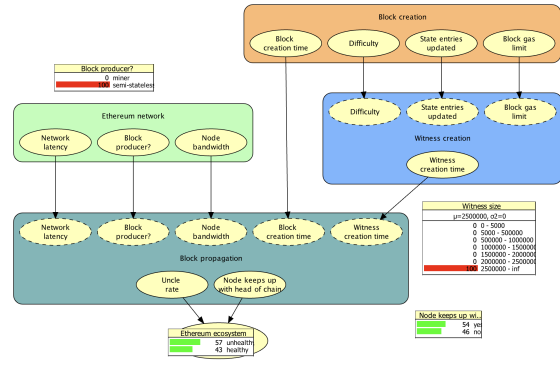 Block creation
Block
creation time
Difficulty
State entries
updated
Block gas
limit
Block producer?
0 miner
100 semi-stateless
Ethereum network
Network
latency
Block
producer?
Node
bandwidth
Difficulty
State entries
updated
Block gas
limit
Witness creation
Witness
creation time
Witness size
μ=2500000, σ2=0
0 0 - 5000
0 5000 - 500000
0 500000 - 1000000
0 1000000 - 1500000
0 1500000 - 2000000
0 2000000 - 2500000
100 2500000 - inf
Network
latency
Block
producer?
Node
bandwidth
Block
creation time
Witness
creation time
Block propagation
Uncle
rate
Node keeps up
with head of chain
Ethereum ecosystem
57 unhealthy
43 healthy
Node keeps up wi...
54 yes
46 no